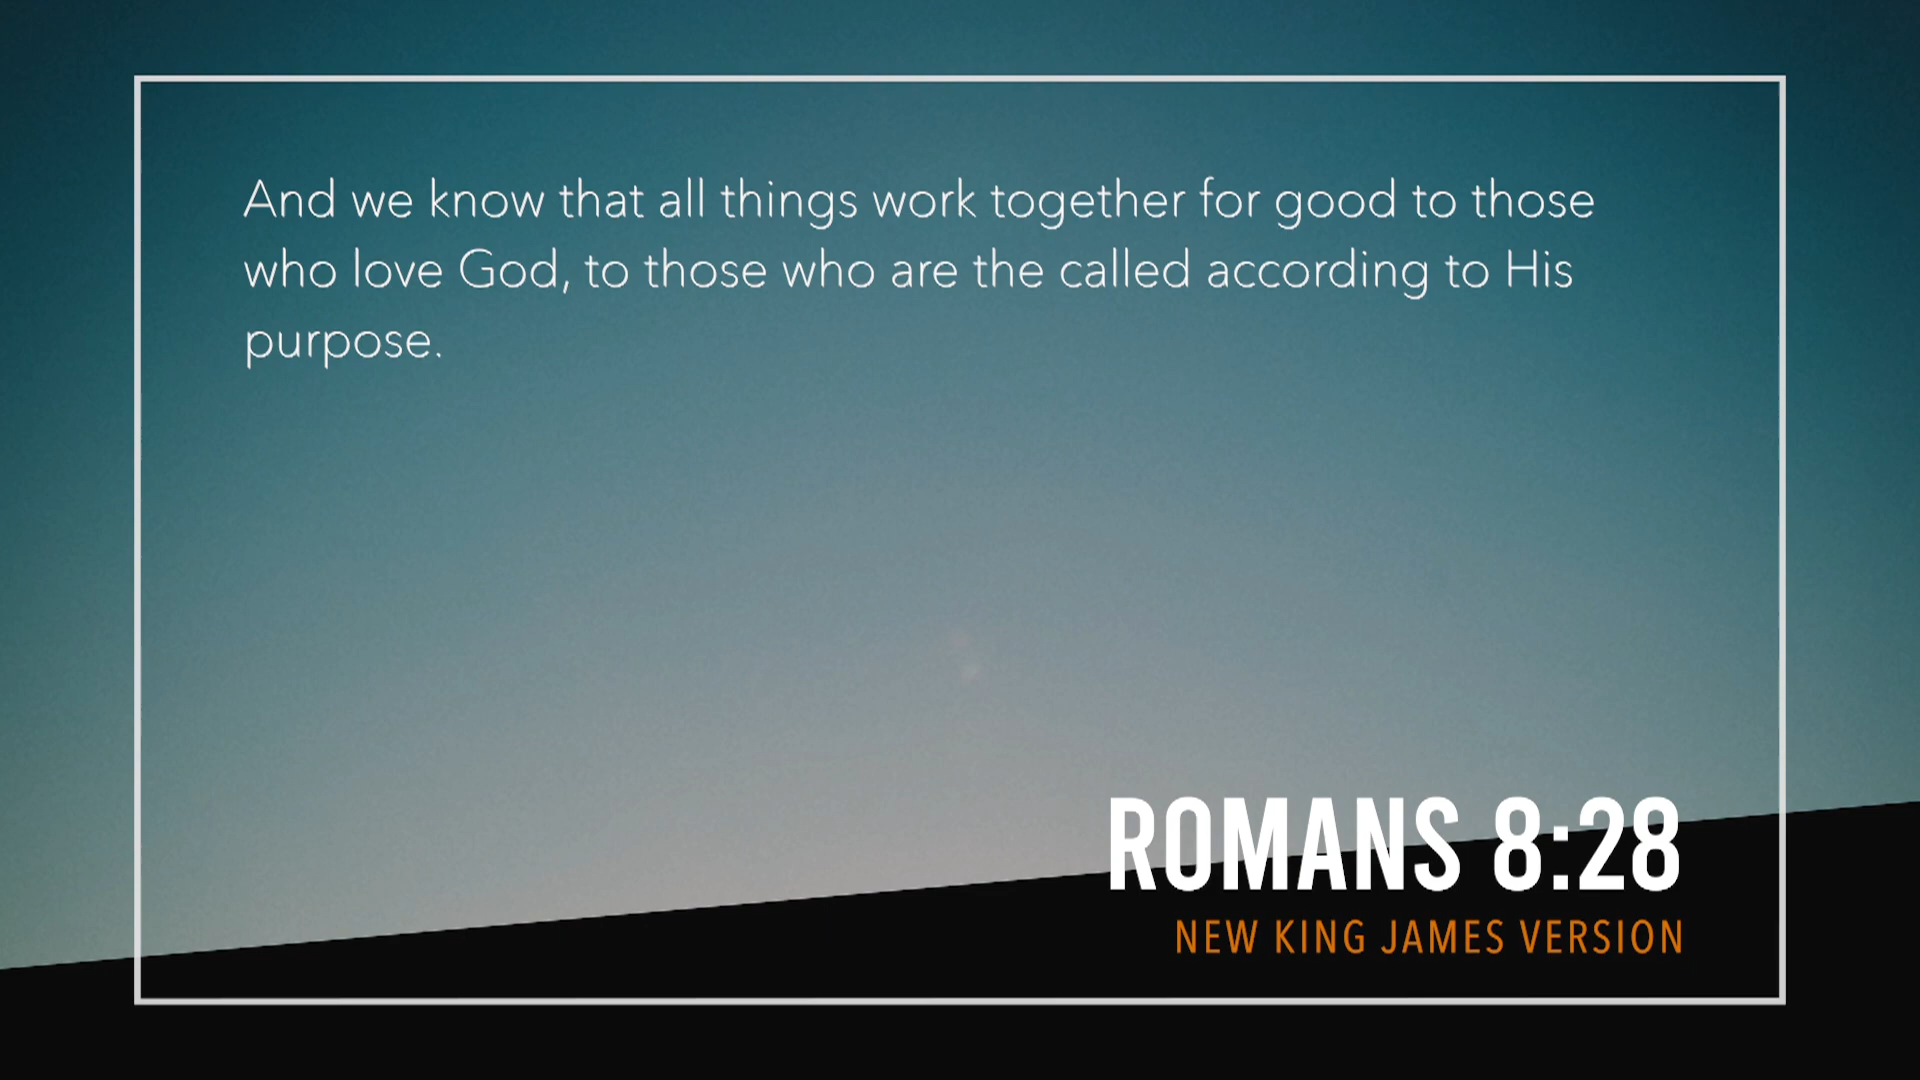 And we know that all things work together for good to those
who love God, to those who are the called according to His
purpose.
ROMANS 8:28
NEW KING JAMES VERSION